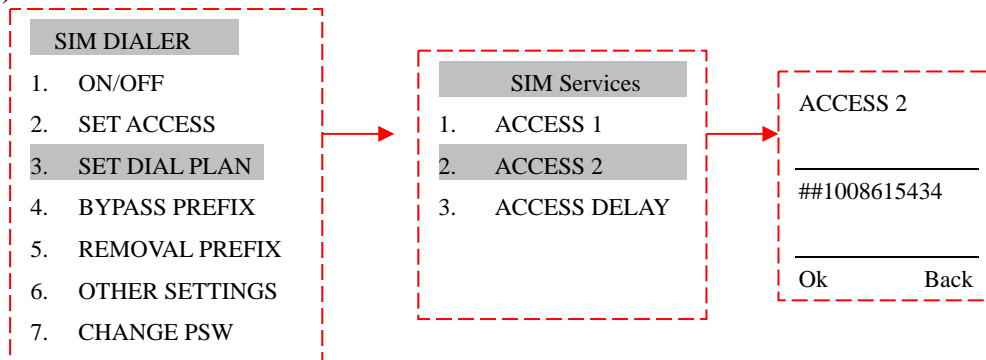 SIM DIALER
1. ON/OFF
2. SET ACCESS
3. SET DIAL PLAN
4. BYPASS PREFIX
5. REMOVAL PREFIX
6. OTHER SETTINGS
7. CHANGE PSW
SIM Services
1. ACCESS 1
2. ACCESS 2
3. ACCESS DELAY
ACCESS 2
##1008615434
Ok Back